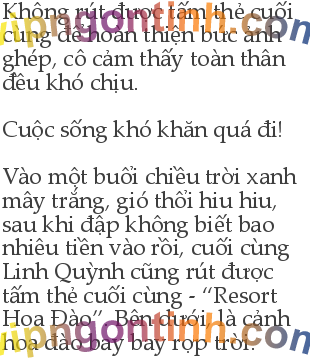 Không rút được tấm thẻ cuối
cùng để hoàn thiện bức ảnh
ghép, cô cảm thấy toàn thân
đều khó chịu.
Cuộc sống khó khăn quá đi!
Vào một buổi chiều trời xanh
mây trắng, gió thổi hiu hiu,
sau khi đập không biết bao
nhiêu tiền vào rồi, cuối cùng
Linh Quỳnh cũng rút được
tấm thẻ cuối cùng - “Resort
Hoa Đào”. Bên dưới là cảnh
hoa đào bay bay rợp trời.
vipngontinh.com
vipngontinh.com